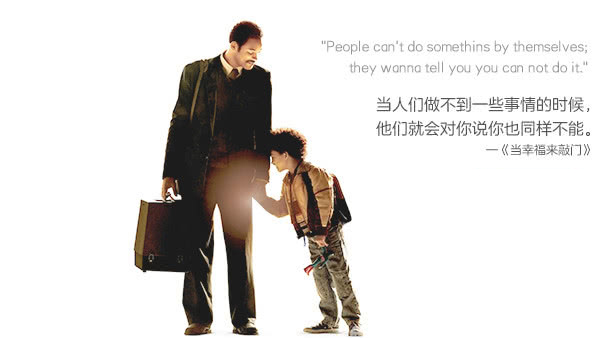 "People can't do somethins by themselves;
they wanna tell you you can not do it."
当人们做不到一些事情的时候，
他们就会对你说你也同样不能。
—《当幸福来敲门》